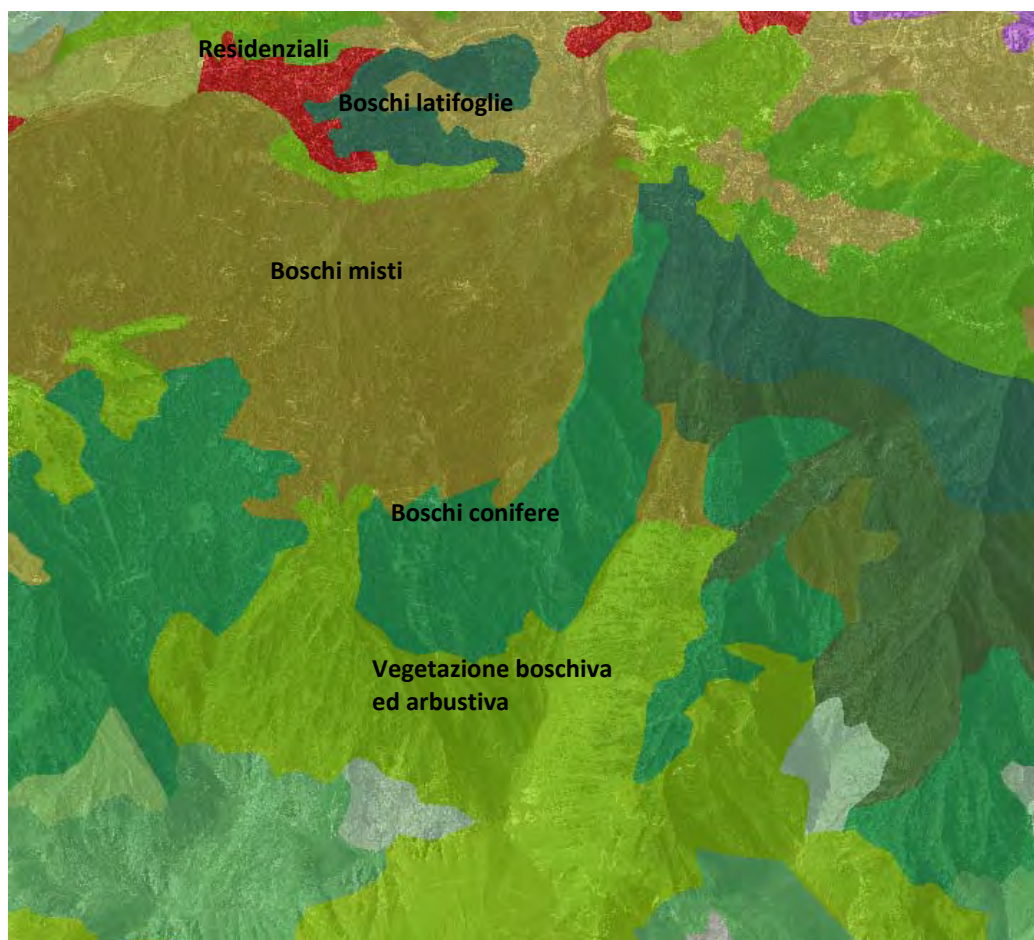 Residenziali
Boschi latifoglie
Boschi misti
Boschi conifere
Vegetazione boschiva
ed arbustiva